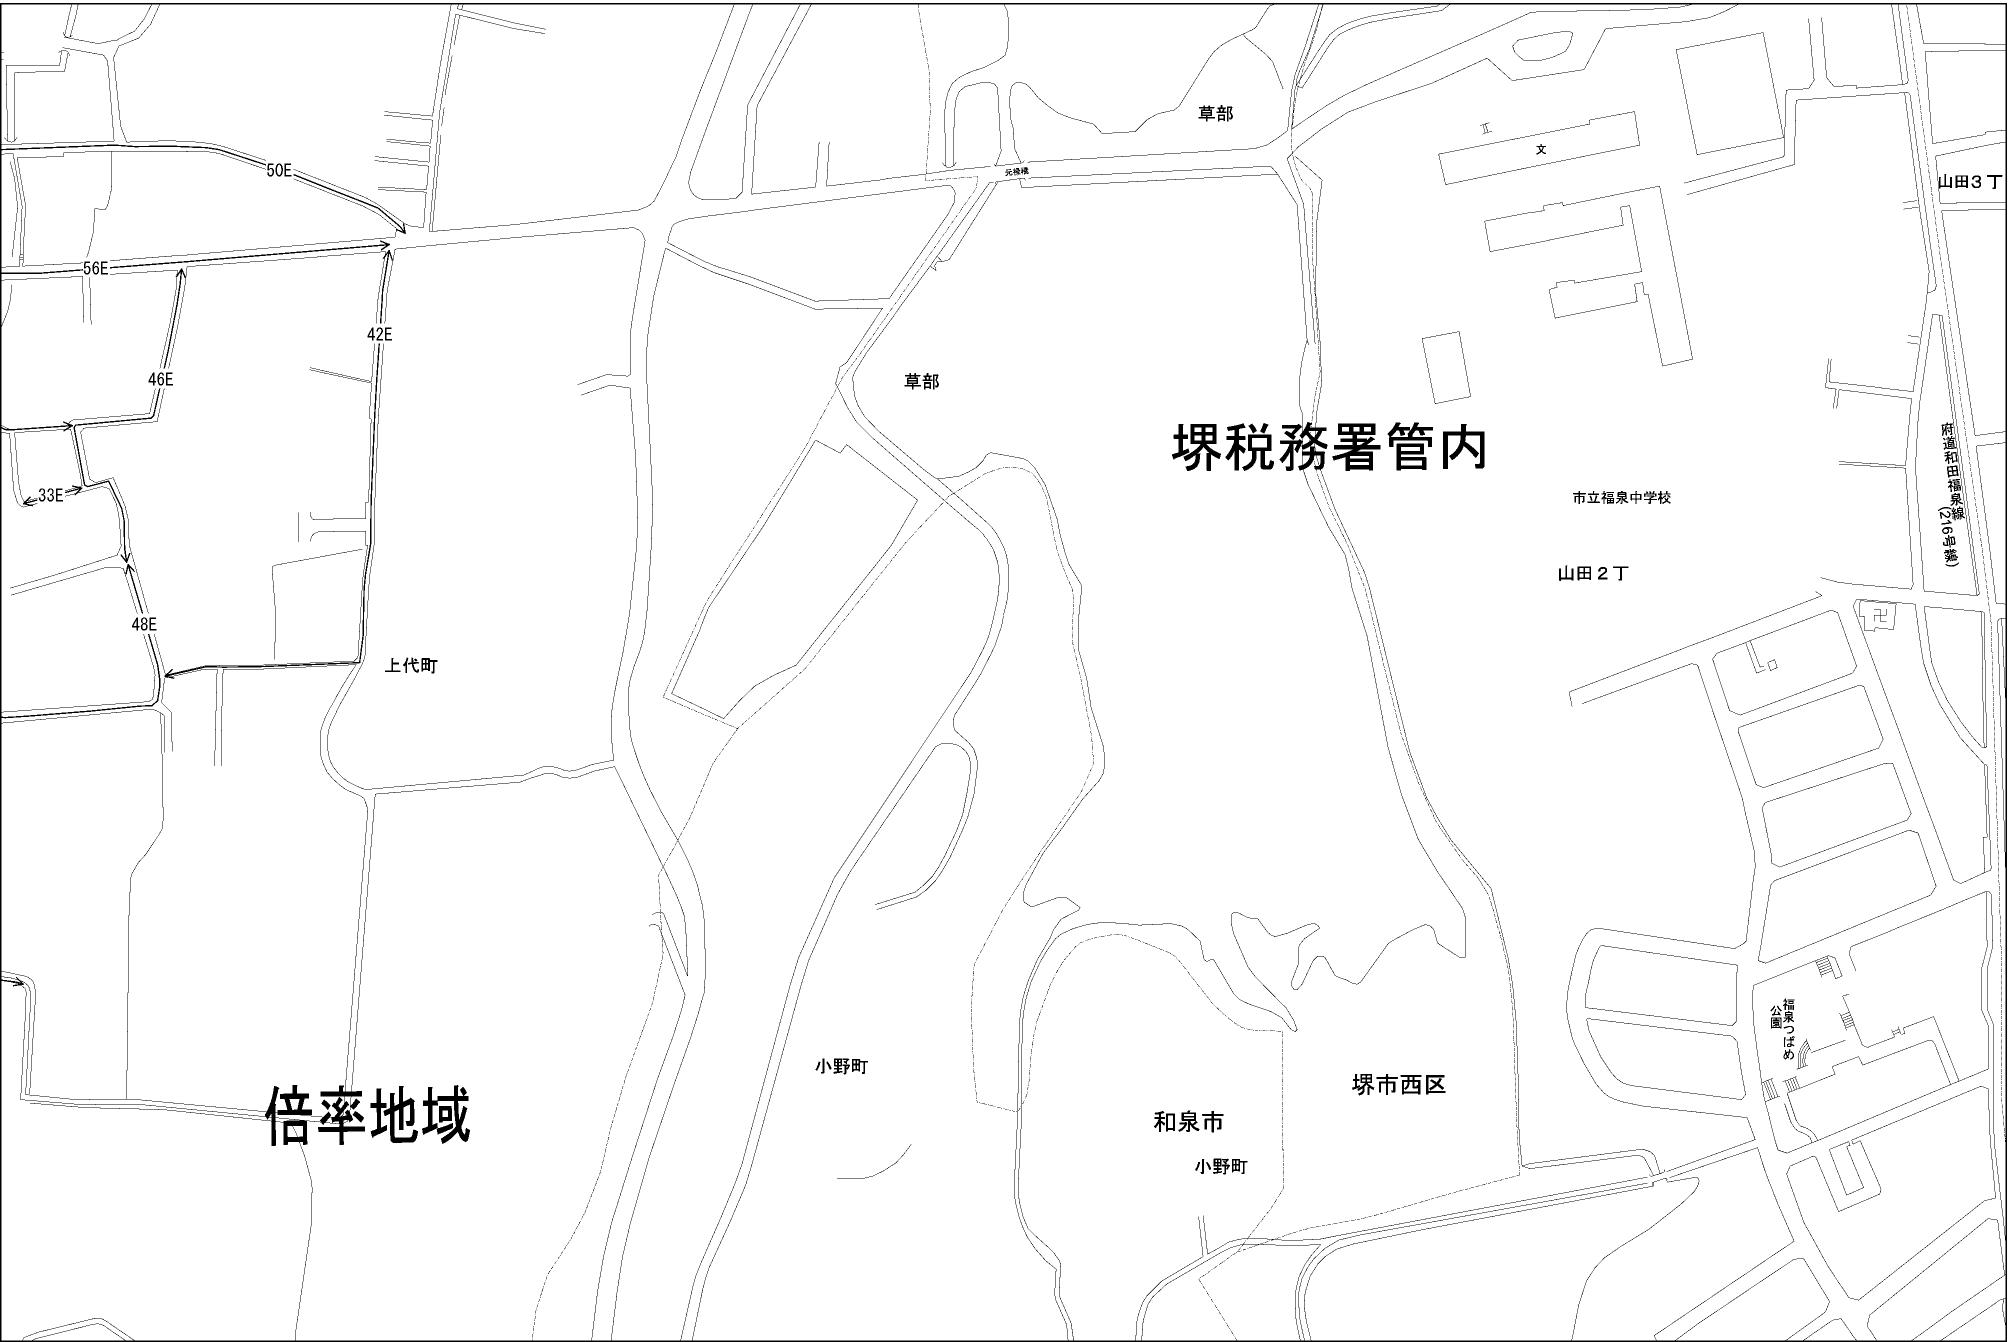 草部
文
50E
元禄橋
山田３丁
56E
42E
46E
草部
堺税務署管内
府道和田福泉線
(216号線)
33E
市立福泉中学校
山田２丁
48E
上代町
福泉つばめ
公園
小野町
堺市西区
倍率地域
和泉市
小野町